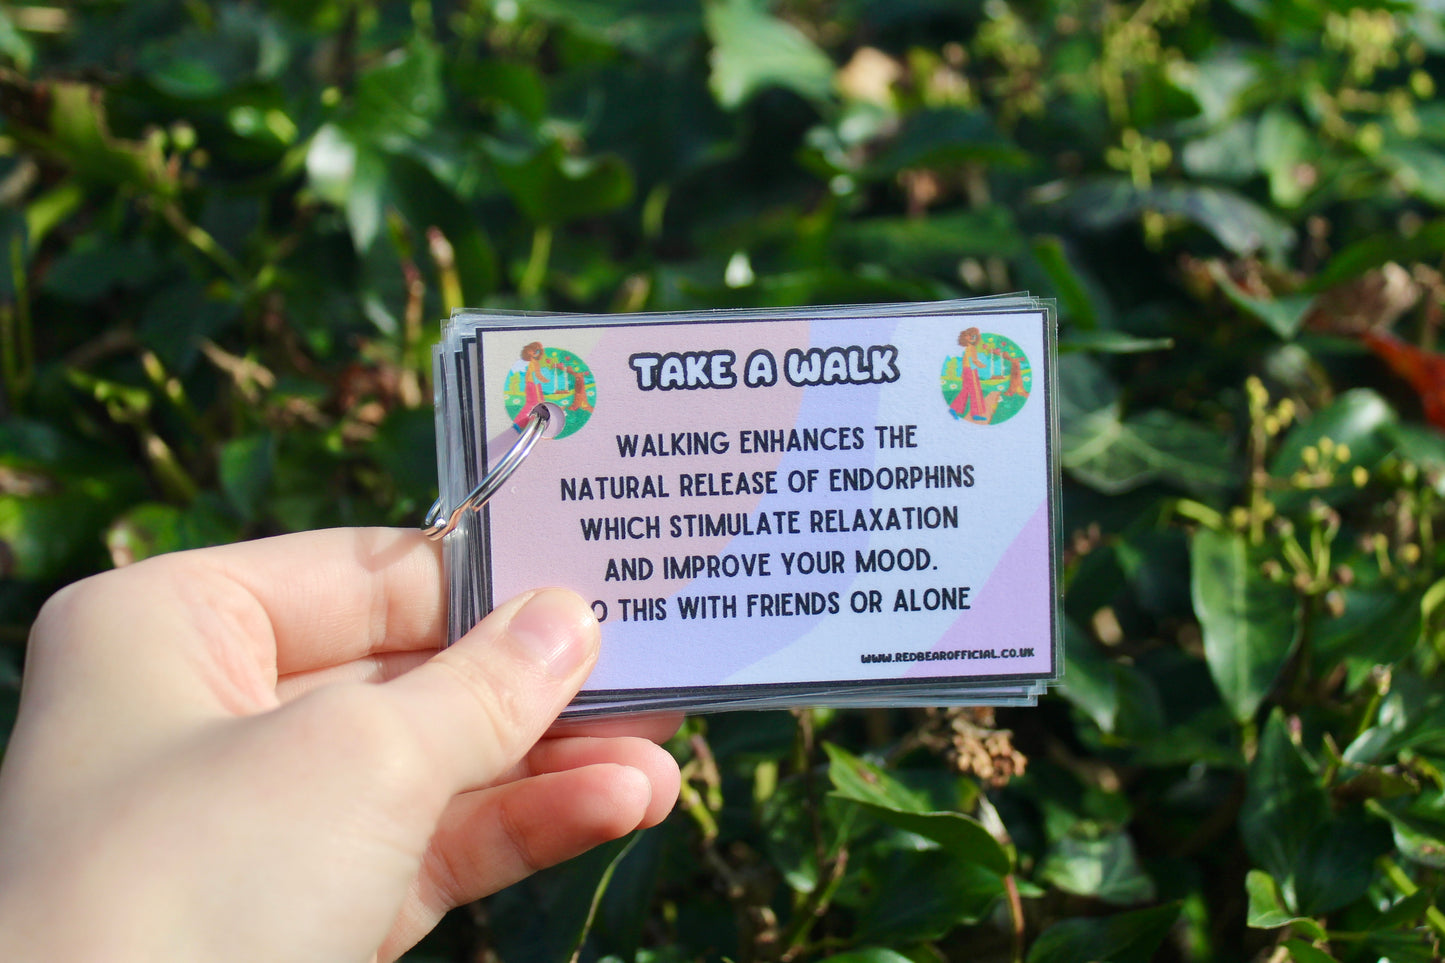 TAKE A WALK
WALKING ENHANCES THE
NATURAL RELEASE OF ENDORPHINS
WHICH STIMULATE RELAXATION
AND IMPROVE YOUR MOOD.
THIS WITH FRIENDS OR ALONE
WWW.REDBEAROFFICIAL.CO.UK